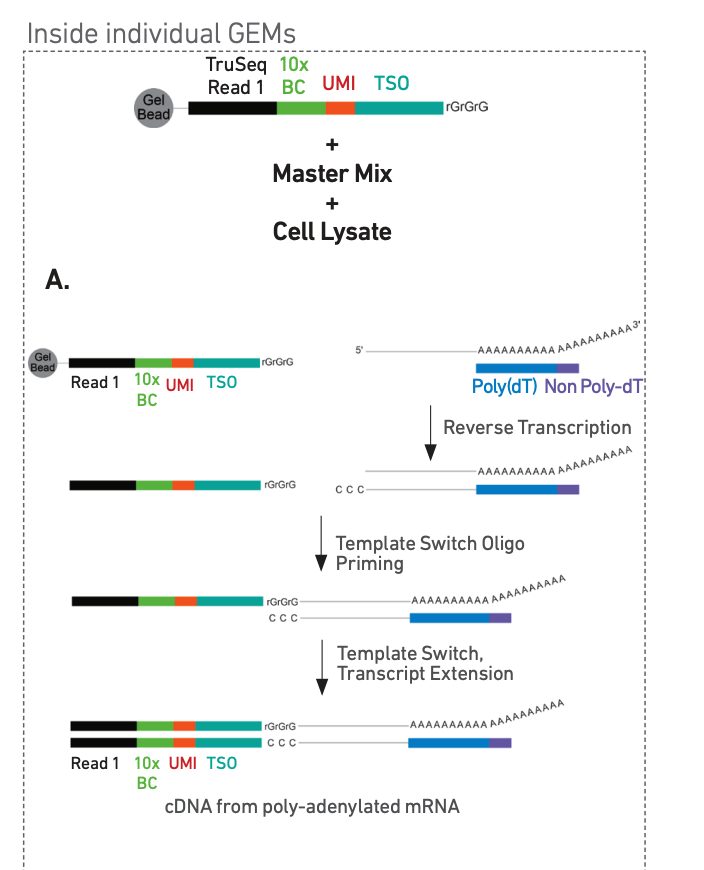 Inside individual GEMs
TruSeq 10x
Read 1 BC UMI TSO
Gel
Bead
rGrGrG
+
Master Mix
+
Cell Lysate
A.
Gel
Bead
rGrGrG
Read 1 10x UMI TSO
BC
5'
AAAAAAAAAA AAAAAAAAAA 3'
Poly(dT) Non Poly-dT
Reverse Transcription
rGrGrG
AAAAAAAAAA AAAAAAAAAA
C C C
Template Switch Oligo
Priming
rGrGrG
AAAAAAAAAA AAAAAAAAAA
C C C
Template Switch,
Transcript Extension
rGrGrG
AAAAAAAAAA AAAAAAAAAA
C C C
Read 1 10x UMI TSO
BC
cDNA from poly-adenylated mRNA